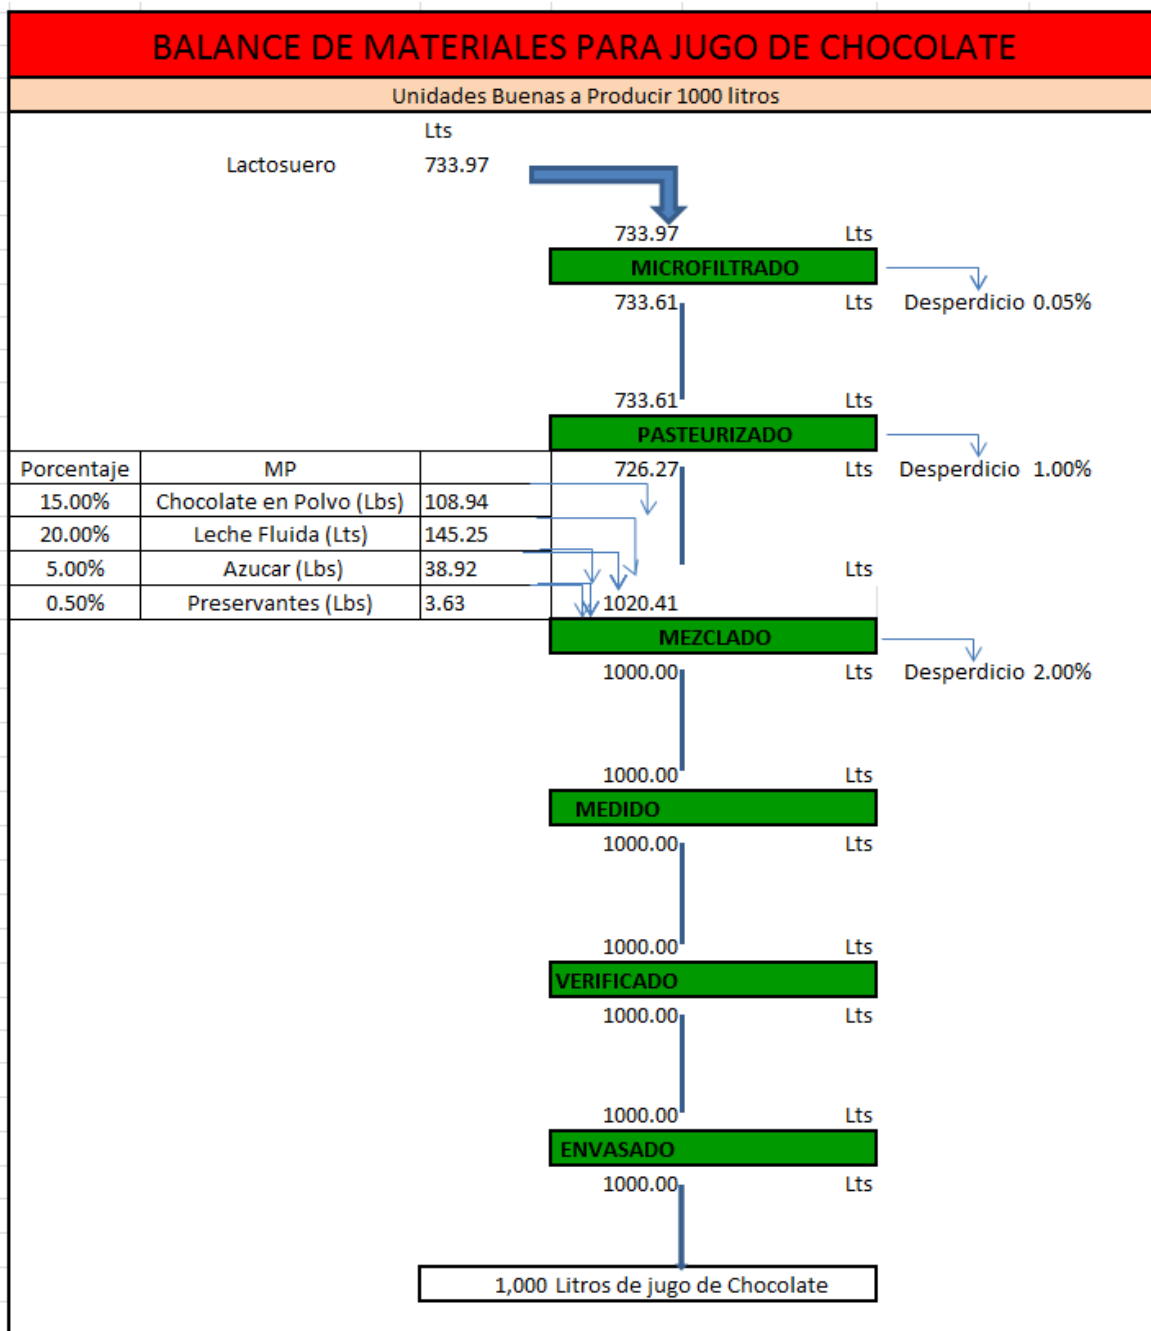 BALANCE DE MATERIALES PARA JUGO DE CHOCOLATE
Unidades Buenas a Producir 1000 litros
Lts
Lactosuero 733.97
733.97 Lts
MICROFILTRADO
733.61 Lts Desperdicio 0.05%
733.61 Lts
PASTEURIZADO
Porcentaje MP 726.27 Lts Desperdicio 1.00%
15.00% Chocolate en Polvo (Lbs) 108.94
20.00% Leche Fluida (Lts) 145.25
5.00% Azucar (Lbs) 38.92 Lts
0.50% Preservantes (Lbs) 3.63 1020.41
MEZCLADO
1000.00 Lts Desperdicio 2.00%
1000.00 Lts
MEDIDO
1000.00 Lts
1000.00 Lts
VERIFICADO
1000.00 Lts
1000.00 Lts
ENVASADO
1000.00 Lts
1,000 Litros de jugo de Chocolate